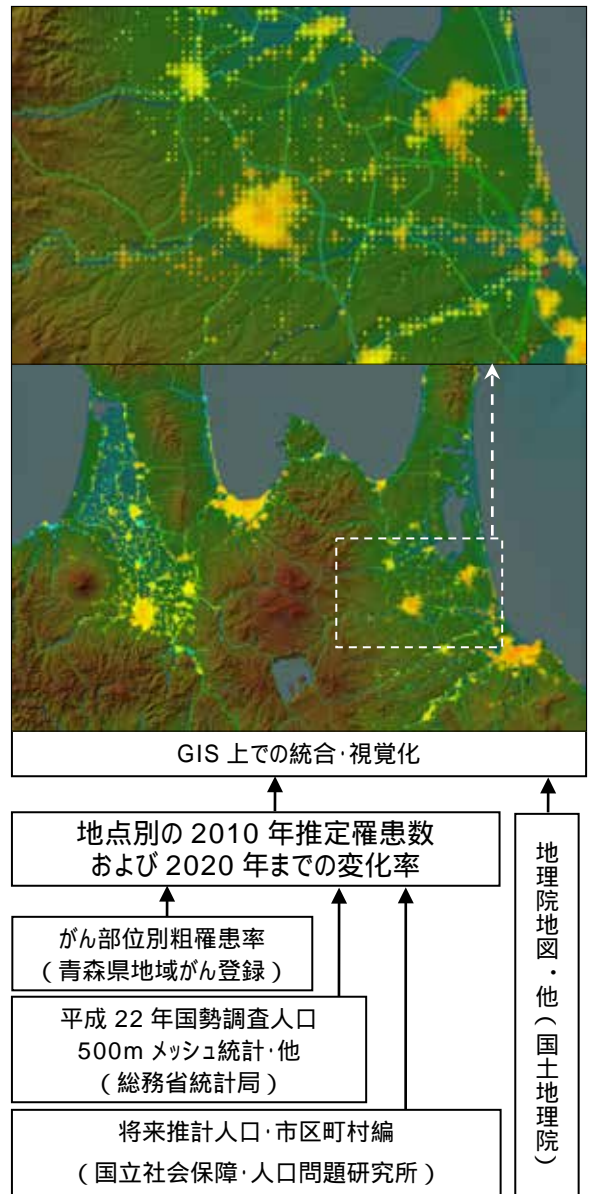 GIS 上での統合・視覚化
地点別の 2010 年推定罹患数
および 2020 年までの変化率
がん部位別粗罹患率
（青森県地域がん登録）
平成 22 年国勢調査人口
500m メッシュ統計・他
（総務省統計局）
将来推計人口・市区町村編
（国立社会保障・人口問題研究所）
地理院地図・他（国土地理院）